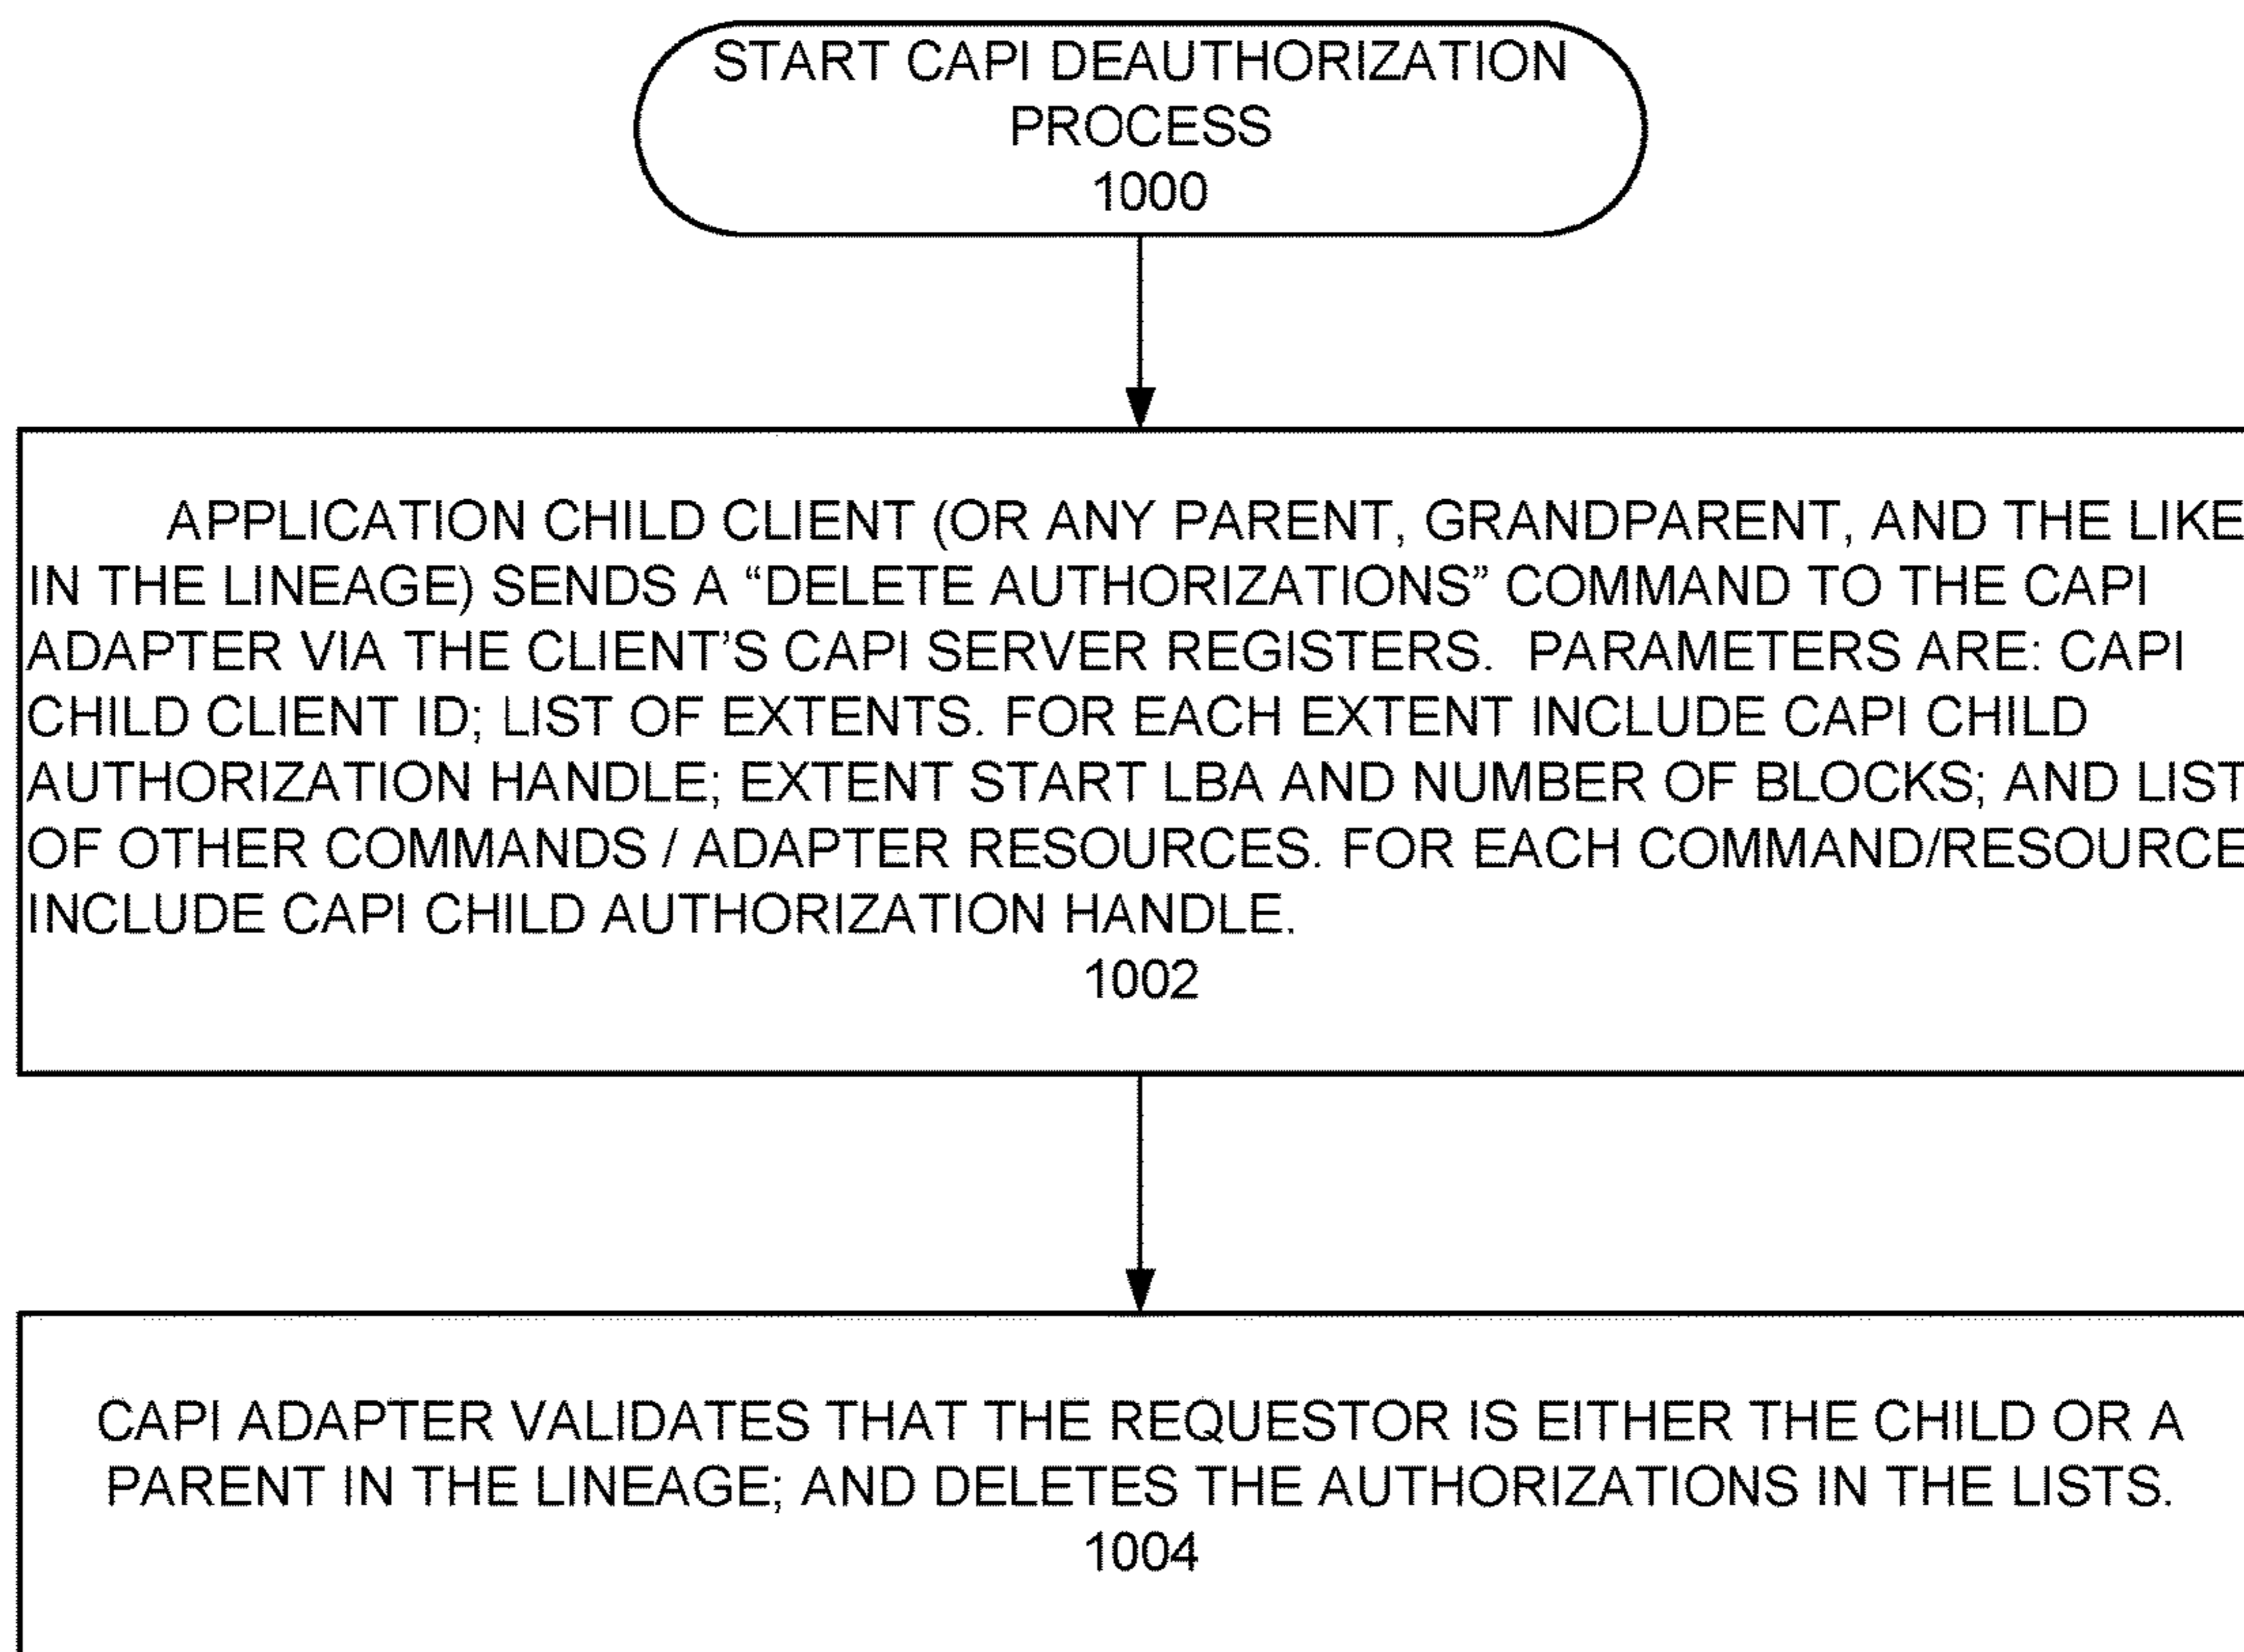 START CAPI DEAUTHORIZATION
PROCESS
1000
APPLICATION CHILD CLIENT (OR ANY PARENT, GRANDPARENT, AND THE LIKE
IN THE LINEAGE) SENDS A “DELETE AUTHORIZATIONS” COMMAND TO THE CAPI
ADAPTER VIA THE CLIENT’S CAPI SERVER REGISTERS. PARAMETERS ARE: CAPI
CHILD CLIENT ID; LIST OF EXTENTS. FOR EACH EXTENT INCLUDE CAPI CHILD
AUTHORIZATION HANDLE; EXTENT START LBA AND NUMBER OF BLOCKS; AND LIST
OF OTHER COMMANDS / ADAPTER RESOURCES. FOR EACH COMMAND/RESOURCE
INCLUDE CAPI CHILD AUTHORIZATION HANDLE.
1002
CAPI ADAPTER VALIDATES THAT THE REQUESTOR IS EITHER THE CHILD OR A
PARENT IN THE LINEAGE; AND DELETES THE AUTHORIZATIONS IN THE LISTS.
1004